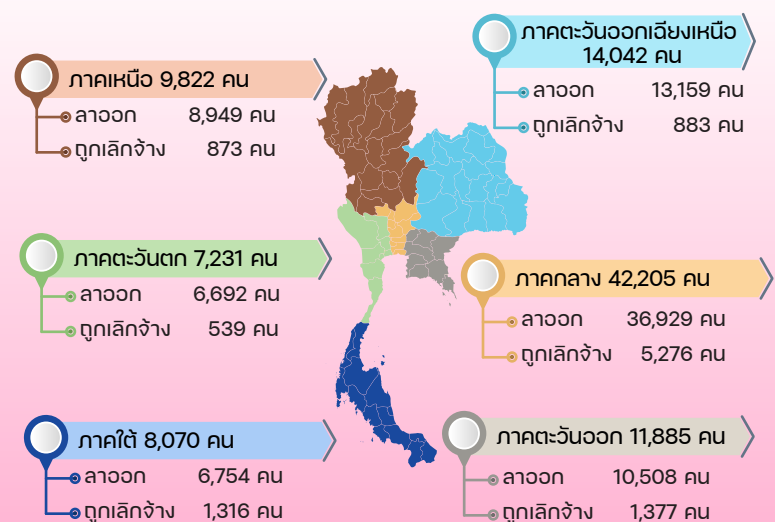 ภาคเหนือ 9,822 คน
ลาออก 8,949 คน
ถูกเลิกจ้าง 873 คน
ภาคตะวันออกเฉียงเหนือ
14,042 คน
ลาออก 13,159 คน
ถูกเลิกจ้าง 883 คน
ภาคตะวันตก 7,231 คน
ลาออก 6,692 คน
ถูกเลิกจ้าง 539 คน
ภาคกลาง 42,205 คน
ลาออก 36,929 คน
ถูกเลิกจ้าง 5,276 คน
ภาคใต้ 8,070 คน
ลาออก 6,754 คน
ถูกเลิกจ้าง 1,316 คน
ภาคตะวันออก 11,885 คน
ลาออก 10,508 คน
ถูกเลิกจ้าง 1,377 คน